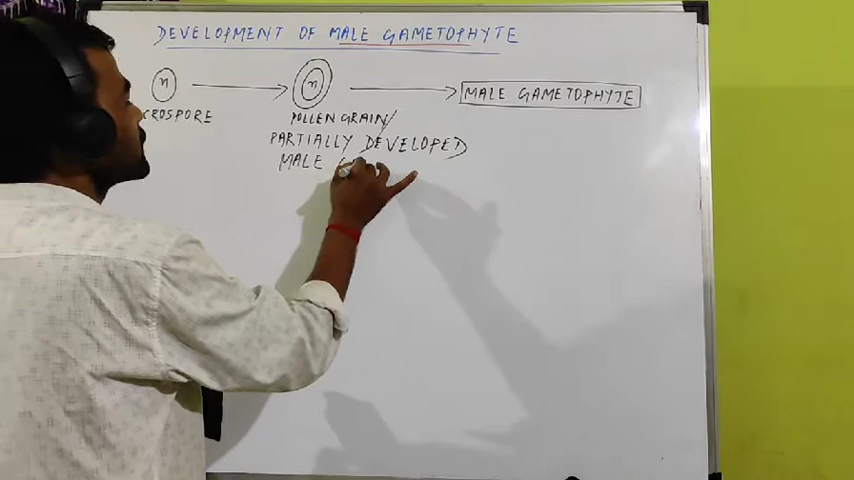 DEVELOPMENT OF MALE GAMETOPHYTE
n → n → MALE GAMETOPHYTE
CROSPORE
POLLEN GRAIN/
PARTIALLY DEVELOPED
MALE G